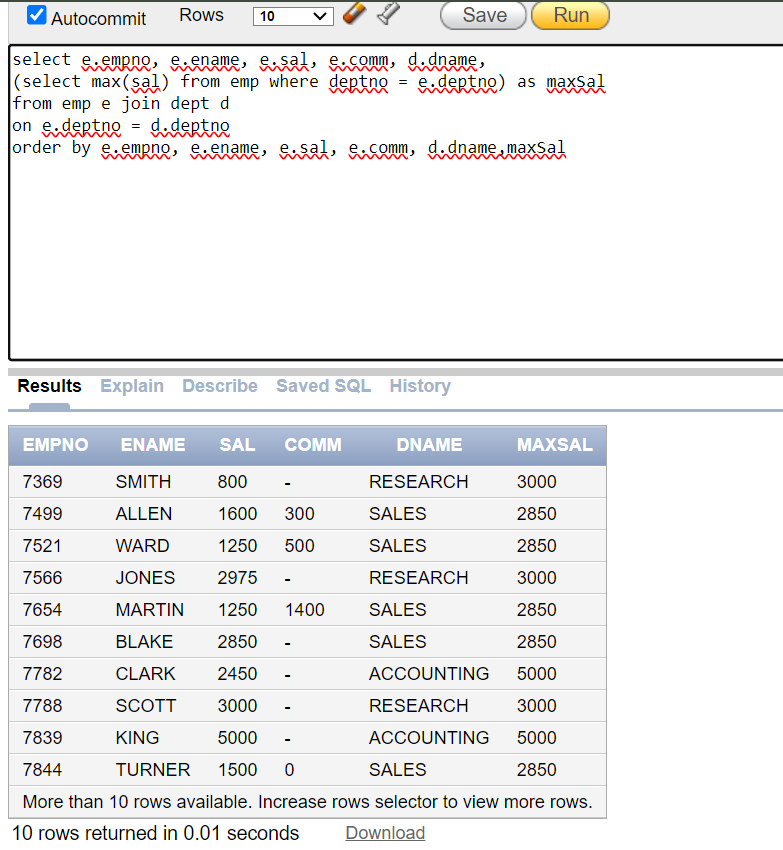 Autocommit Rows 10 Save Run
select e.empno, e.ename, e.sal, e.comm, d.dname,
(select max(sal) from emp where deptno = e.deptno) as maxSal
from emp e join dept d
on e.deptno = d.deptno
order by e.empno, e.ename, e.sal, e.comm, d.dname,maxSal
Results Explain Describe Saved SQL History
EMPNO ENAME SAL COMM DNAME MAXSAL
7369 SMITH 800 - RESEARCH 3000
7499 ALLEN 1600 300 SALES 2850
7521 WARD 1250 500 SALES 2850
7566 JONES 2975 - RESEARCH 3000
7654 MARTIN 1250 1400 SALES 2850
7698 BLAKE 2850 - SALES 2850
7782 CLARK 2450 - ACCOUNTING 5000
7788 SCOTT 3000 - RESEARCH 3000
7839 KING 5000 - ACCOUNTING 5000
7844 TURNER 1500 0 SALES 2850
More than 10 rows available. Increase rows selector to view more rows.
10 rows returned in 0.01 seconds Download